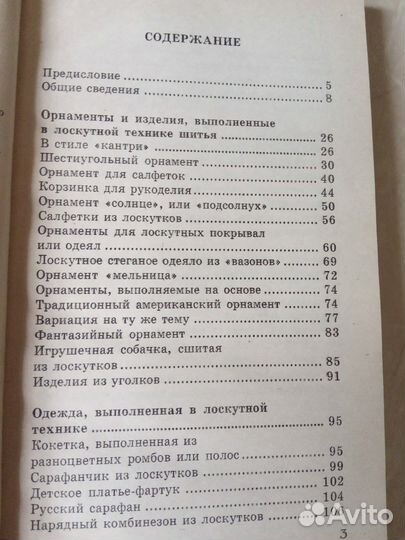 СОДЕРЖАНИЕ
Предисловие ........ 5
Общие сведения ........ 8
Орнаменты и изделия, выполненные
в лоскутной технике шитья ........ 26
В стиле «кантри» ........ 26
Шестиугольный орнамент ........ 30
Орнамент для салфеток ........ 40
Корзинка для рукоделия ........ 44
Орнамент «солнце», или «подсолнух» ........ 50
Салфетки из лоскутов ........ 56
Орнаменты для лоскутных покрывал
или одеял ........ 60
Лоскутное стеганое одеяло из «вазонов» ........ 69
Орнамент «мельница» ........ 72
Орнаменты, выполняемые на основе ........ 74
Традиционный американский орнамент ........ 74
Вариация на ту же тему ........ 77
Фантазийный орнамент ........ 83
Игрушечная собачка, сшитая
из лоскутков ........ 85
Изделия из уголков ........ 91
Одежда, выполненная в лоскутной
технике ........ 95
Кокетка, выполненная из
разноцветных ромбов или полос ........ 95
Сарафанчик из лоскутов ........ 99
Детское платье-фартук ........ 102
Русский сарафан ........ 104
Нарядный комбинезон из лоскутов ........
3
Avito